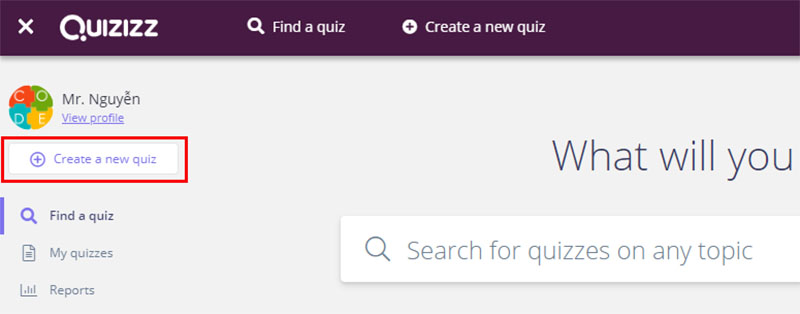 QUIZIZZ
Find a quiz
Create a new quiz
CODE
Mr. Nguyễn
View profile
Create a new quiz
Find a quiz
My quizzes
Reports
What will you
Search for quizzes on any topic